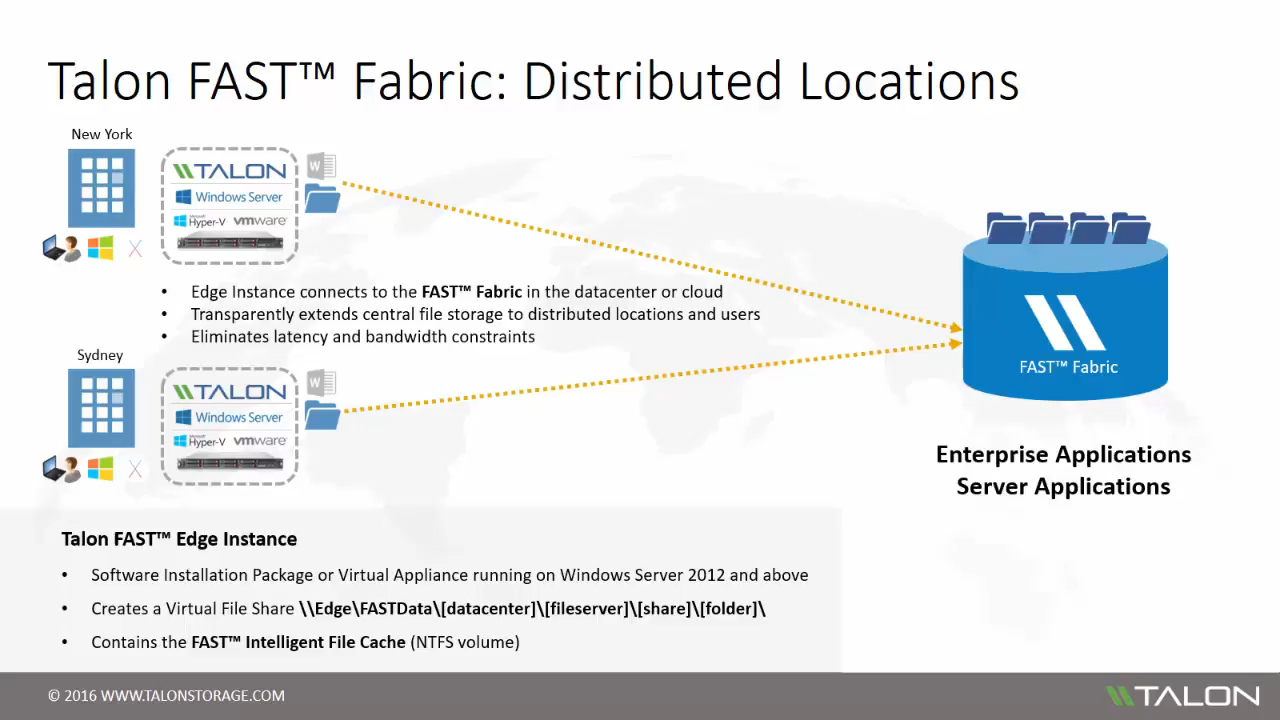 Talon FAST™ Fabric: Distributed Locations
New York
TALON
Windows Server
Microsoft
Hyper-V vmware
W
X
• Edge Instance connects to the FAST™ Fabric in the datacenter or cloud
• Transparently extends central file storage to distributed locations and users
• Eliminates latency and bandwidth constraints
Sydney
TALON
Windows Server
Microsoft
Hyper-V vmware
W
X
FAST™ Fabric
Enterprise Applications
Server Applications
Talon FAST™ Edge Instance
• Software Installation Package or Virtual Appliance running on Windows Server 2012 and above
• Creates a Virtual File Share \\Edge\FASTData\[datacenter]\[fileserver]\[share]\[folder]\
• Contains the FAST™ Intelligent File Cache (NTFS volume)
© 2016 WWW.TALONSTORAGE.COM
TALON